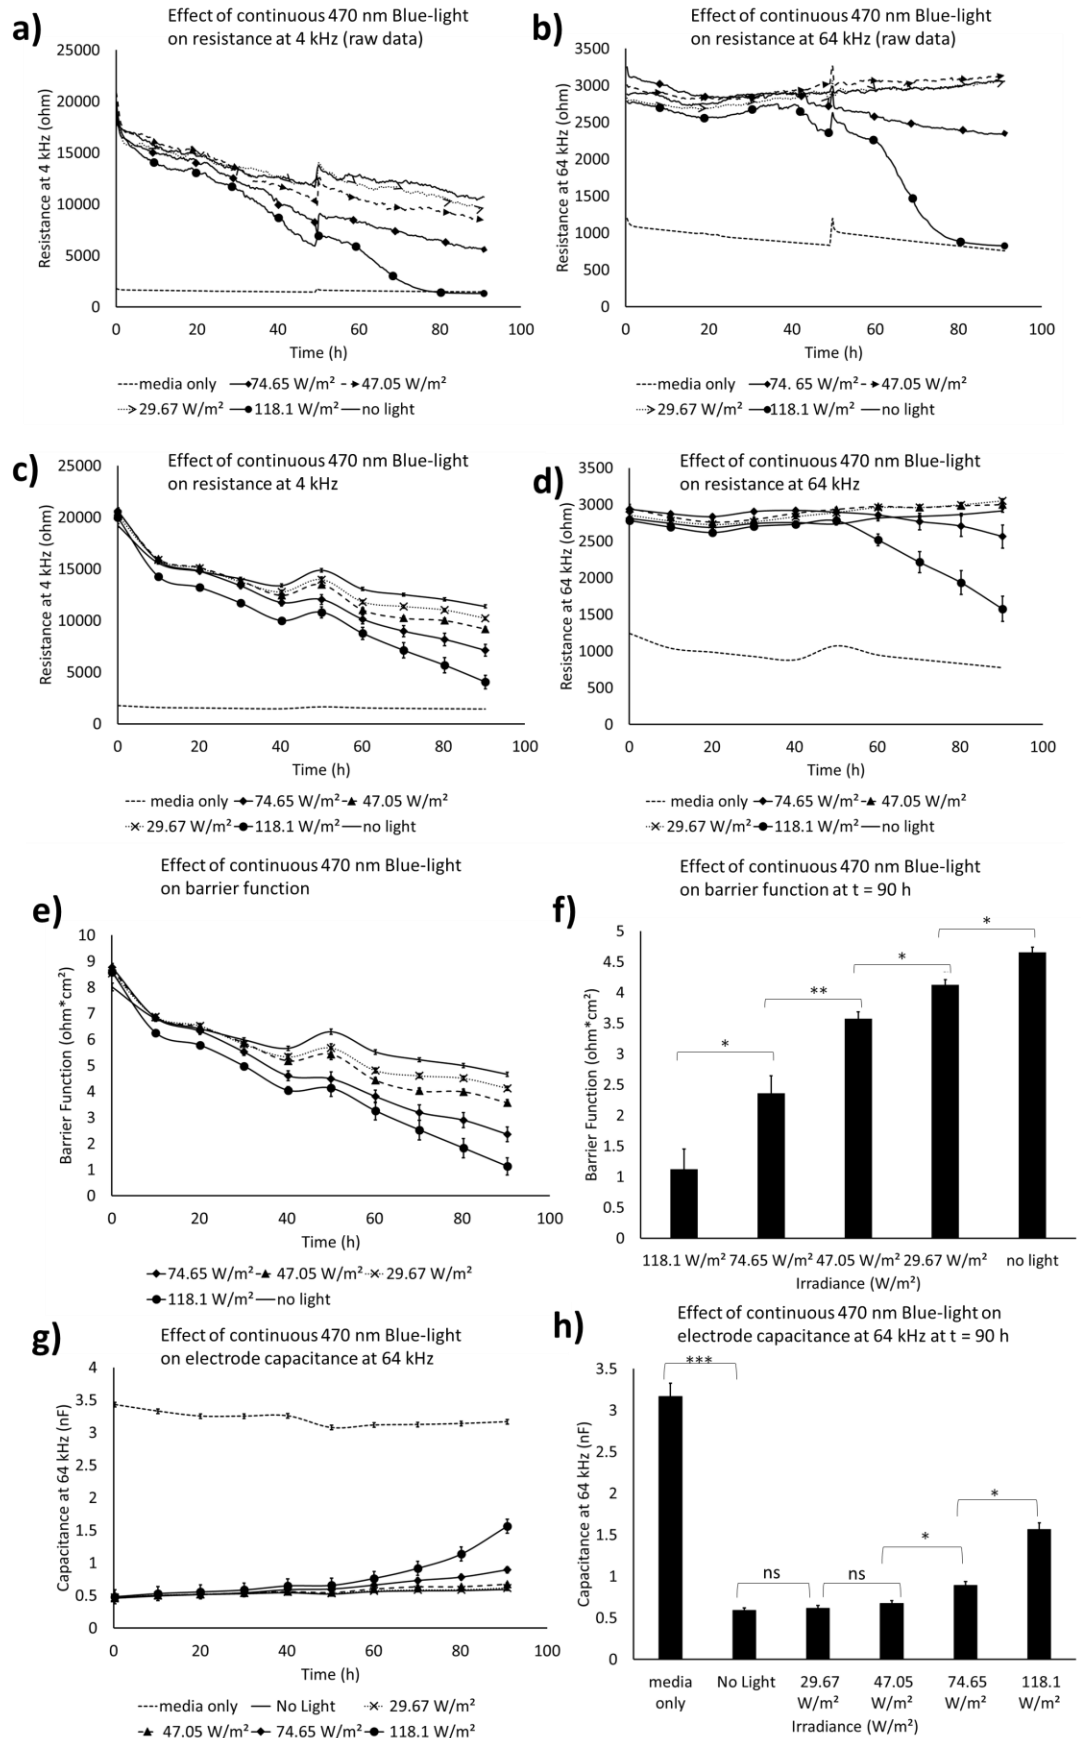 a)
Effect of continuous 470 nm Blue-light
on resistance at 4 kHz (raw data)
25000
20000
15000
10000
5000
0
Resistance at 4 kHz (ohm)
0 20 40 60 80 100
Time (h)
media only 74.65 W/m² 47.05 W/m²
29.67 W/m² 118.1 W/m² no light
b)
Effect of continuous 470 nm Blue-light
on resistance at 64 kHz (raw data)
3500
3000
2500
2000
1500
1000
500
0
Resistance at 64 kHz (ohm)
0 20 40 60 80 100
Time (h)
media only 74. 65 W/m² 47.05 W/m²
29.67 W/m² 118.1 W/m² no light
c)
Effect of continuous 470 nm Blue-light
on resistance at 4 kHz
25000
20000
15000
10000
5000
0
Resistance at 4 kHz (ohm)
0 20 40 60 80 100
Time (h)
media only 74.65 W/m² 47.05 W/m²
29.67 W/m² 118.1 W/m² no light
d)
Effect of continuous 470 nm Blue-light
on resistance at 64 kHz
3500
3000
2500
2000
1500
1000
500
0
Resistance at 64 kHz (ohm)
0 20 40 60 80 100
Time (h)
media only 74.65 W/m² 47.05 W/m²
29.67 W/m² 118.1 W/m² no light
e)
Effect of continuous 470 nm Blue-light
on barrier function
10
9
8
7
6
5
4
3
2
1
0
Barrier Function (ohm*cm²)
0 20 40 60 80 100
Time (h)
74.65 W/m² 47.05 W/m² 29.67 W/m²
118.1 W/m² no light
f)
Effect of continuous 470 nm Blue-light
on barrier function at t = 90 h
5
4.5
4
3.5
3
2.5
2
1.5
1
0.5
0
Barrier Function (ohm*cm²)
* ** * *
118.1 W/m² 74.65 W/m² 47.05 W/m² 29.67 W/m² no light
Irradiance (W/m²)
g)
Effect of continuous 470 nm Blue-light
on electrode capacitance at 64 kHz
4
3.5
3
2.5
2
1.5
1
0.5
0
Capacitance at 64 kHz (nF)
0 20 40 60 80 100
Time (h)
media only No Light 29.67 W/m²
47.05 W/m² 74.65 W/m² 118.1 W/m²
h)
Effect of continuous 470 nm Blue-light on
electrode capacitance at 64 kHz at t = 90 h
3.5
3
2.5
2
1.5
1
0.5
0
Capacitance at 64 kHz (nF)
*** ns ns * *
media only No Light 29.67 W/m² 47.05 W/m² 74.65 W/m² 118.1 W/m²
Irradiance (W/m²)